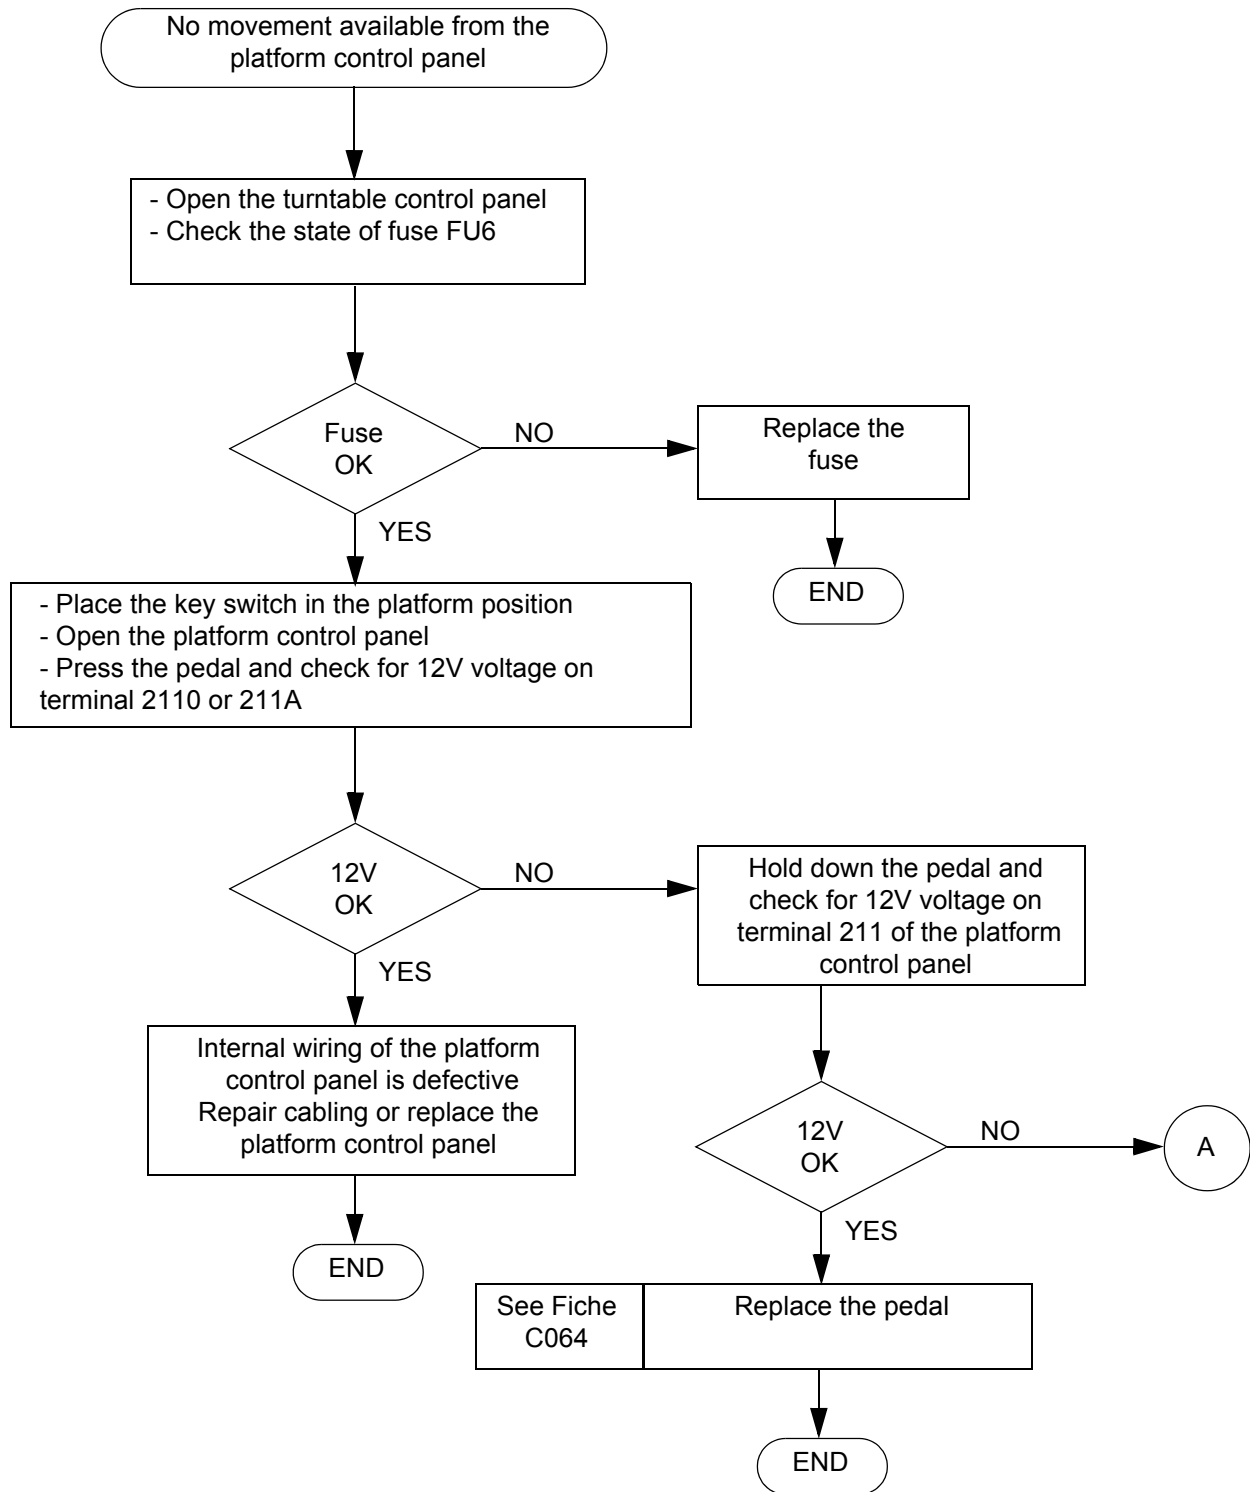 No movement available from the
platform control panel
- Open the turntable control panel
- Check the state of fuse FU6
Fuse
OK
NO
Replace the
fuse
YES
END
- Place the key switch in the platform position
- Open the platform control panel
- Press the pedal and check for 12V voltage on
terminal 2110 or 211A
12V
OK
NO
Hold down the pedal and
check for 12V voltage on
terminal 211 of the platform
control panel
YES
Internal wiring of the platform
control panel is defective
Repair cabling or replace the
platform control panel
12V
OK
NO
A
YES
END
See Fiche
C064
Replace the pedal
END